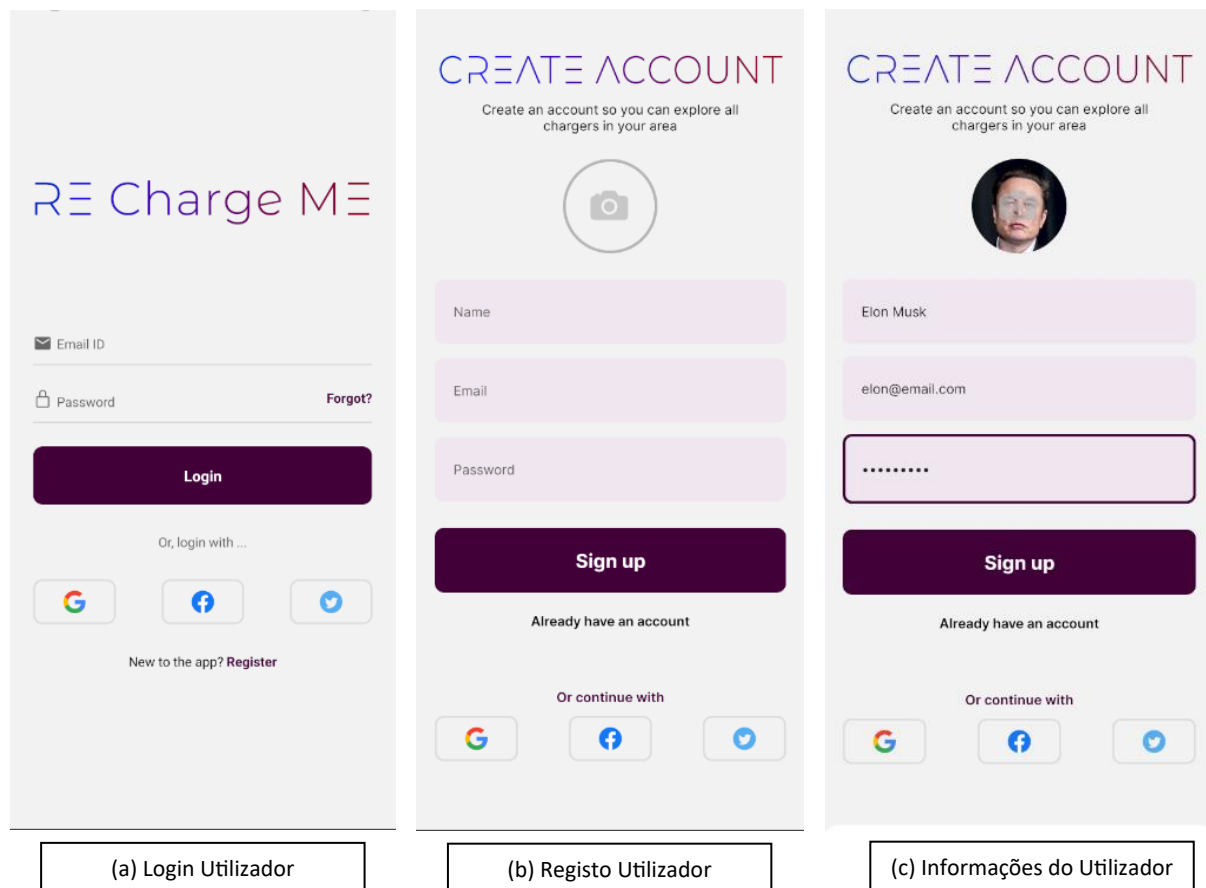 RE Charge ME
Email ID
Password
Forgot?
Login
Or, login with ...
New to the app? Register
(a) Login Utilizador
CREATE ACCOUNT
Create an account so you can explore all
chargers in your area
Name
Email
Password
Sign up
Already have an account
Or continue with
(b) Registo Utilizador
CREATE ACCOUNT
Create an account so you can explore all
chargers in your area
Elon Musk
elon@email.com
•••••••••
Sign up
Already have an account
Or continue with
(c) Informações do Utilizador